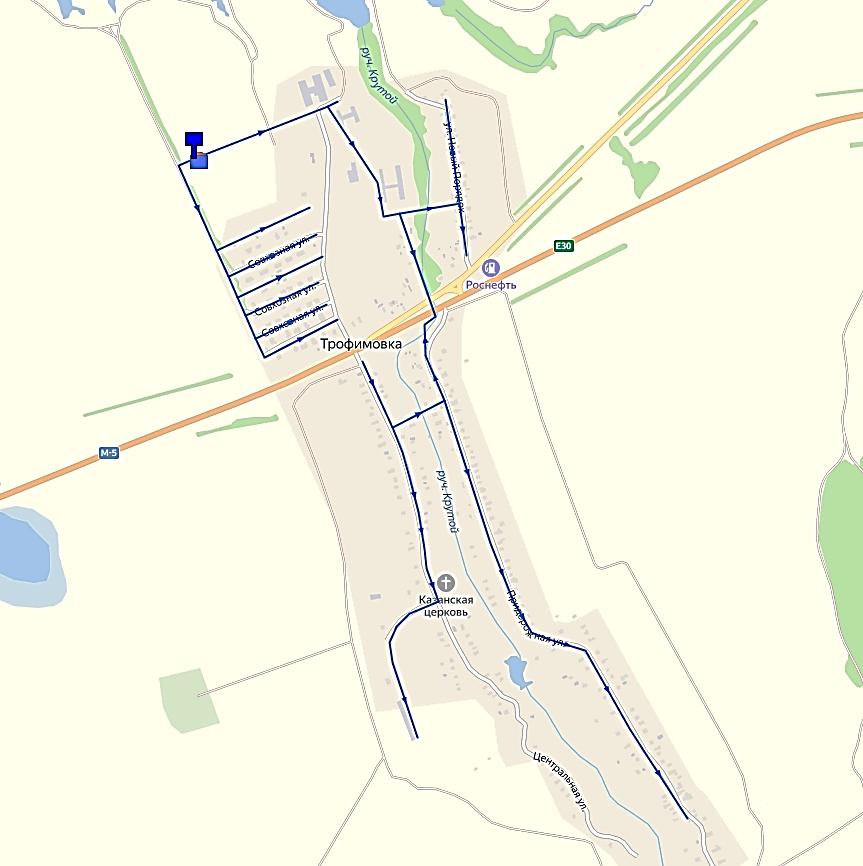 руч. Крутой
ул. Новый Порядок
Совхозная ул.
E30
Роснефть
Совхозная ул.
Совхозная ул.
Трофимовка
М-5
руч. Крутой
Казанская
церковь
Придорожная ул.
Центральная ул.